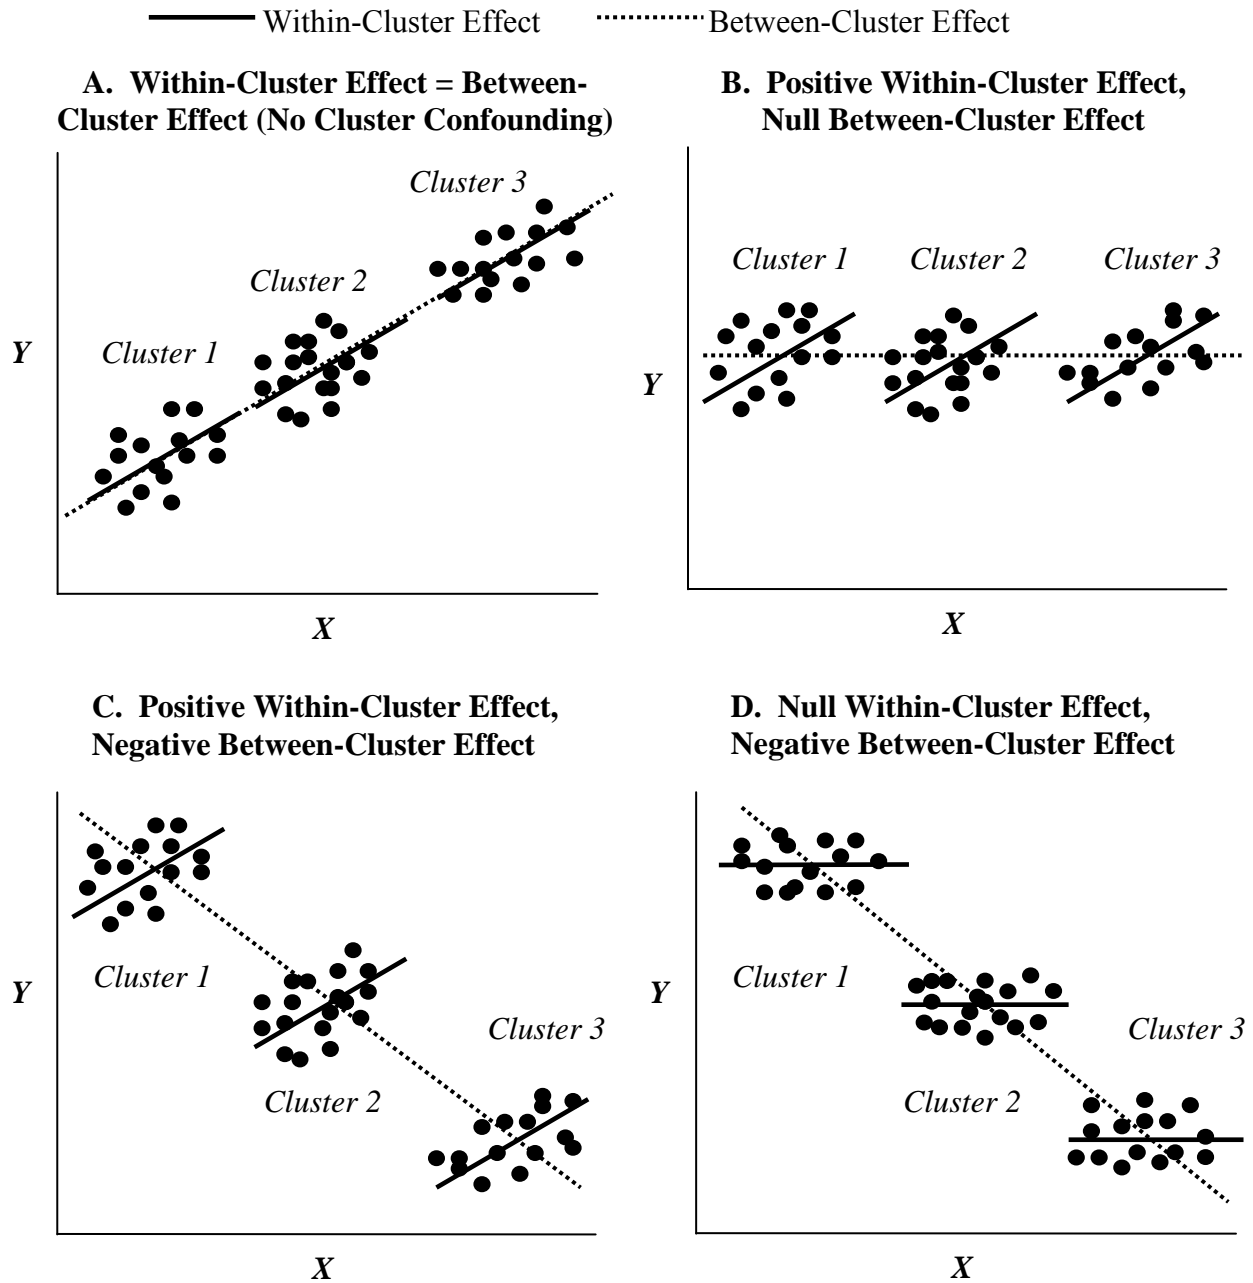 Within-Cluster Effect Between-Cluster Effect
A. Within-Cluster Effect = Between-
Cluster Effect (No Cluster Confounding)
Cluster 3
Cluster 2
Cluster 1
Y
X
B. Positive Within-Cluster Effect,
Null Between-Cluster Effect
Cluster 1 Cluster 2 Cluster 3
Y
X
C. Positive Within-Cluster Effect,
Negative Between-Cluster Effect
Cluster 1
Y
Cluster 3
Cluster 2
X
D. Null Within-Cluster Effect,
Negative Between-Cluster Effect
Cluster 1
Y
Cluster 3
Cluster 2
X